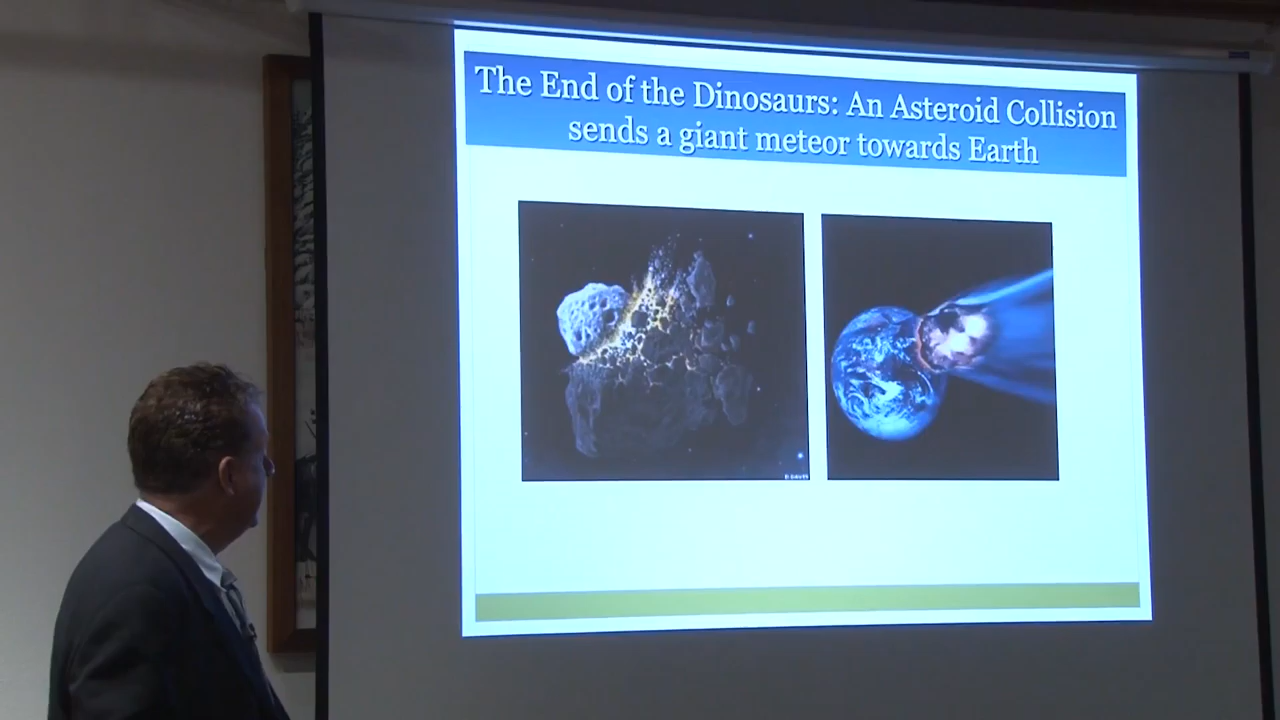 The End of the Dinosaurs: An Asteroid Collision
sends a giant meteor towards Earth